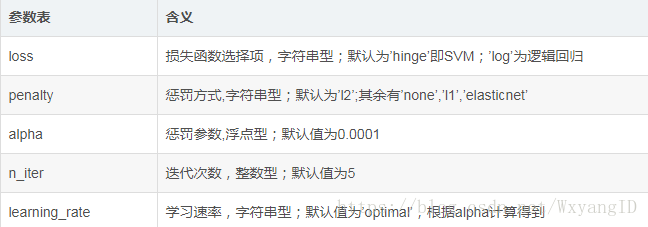 参数表 含义
loss 损失函数选择项，字符串型；默认为'hinge'即SVM；'log'为逻辑回归
penalty 惩罚方式,字符串型；默认为'l2';其余有'none','l1','elasticnet'
alpha 惩罚参数,浮点型；默认值为0.0001
n_iter 迭代次数，整数型；默认值为5
learning_rate 学习速率，字符串型；默认值为'optimal'，根据alpha计算得到
https://blog.csdn.net/WxyangID